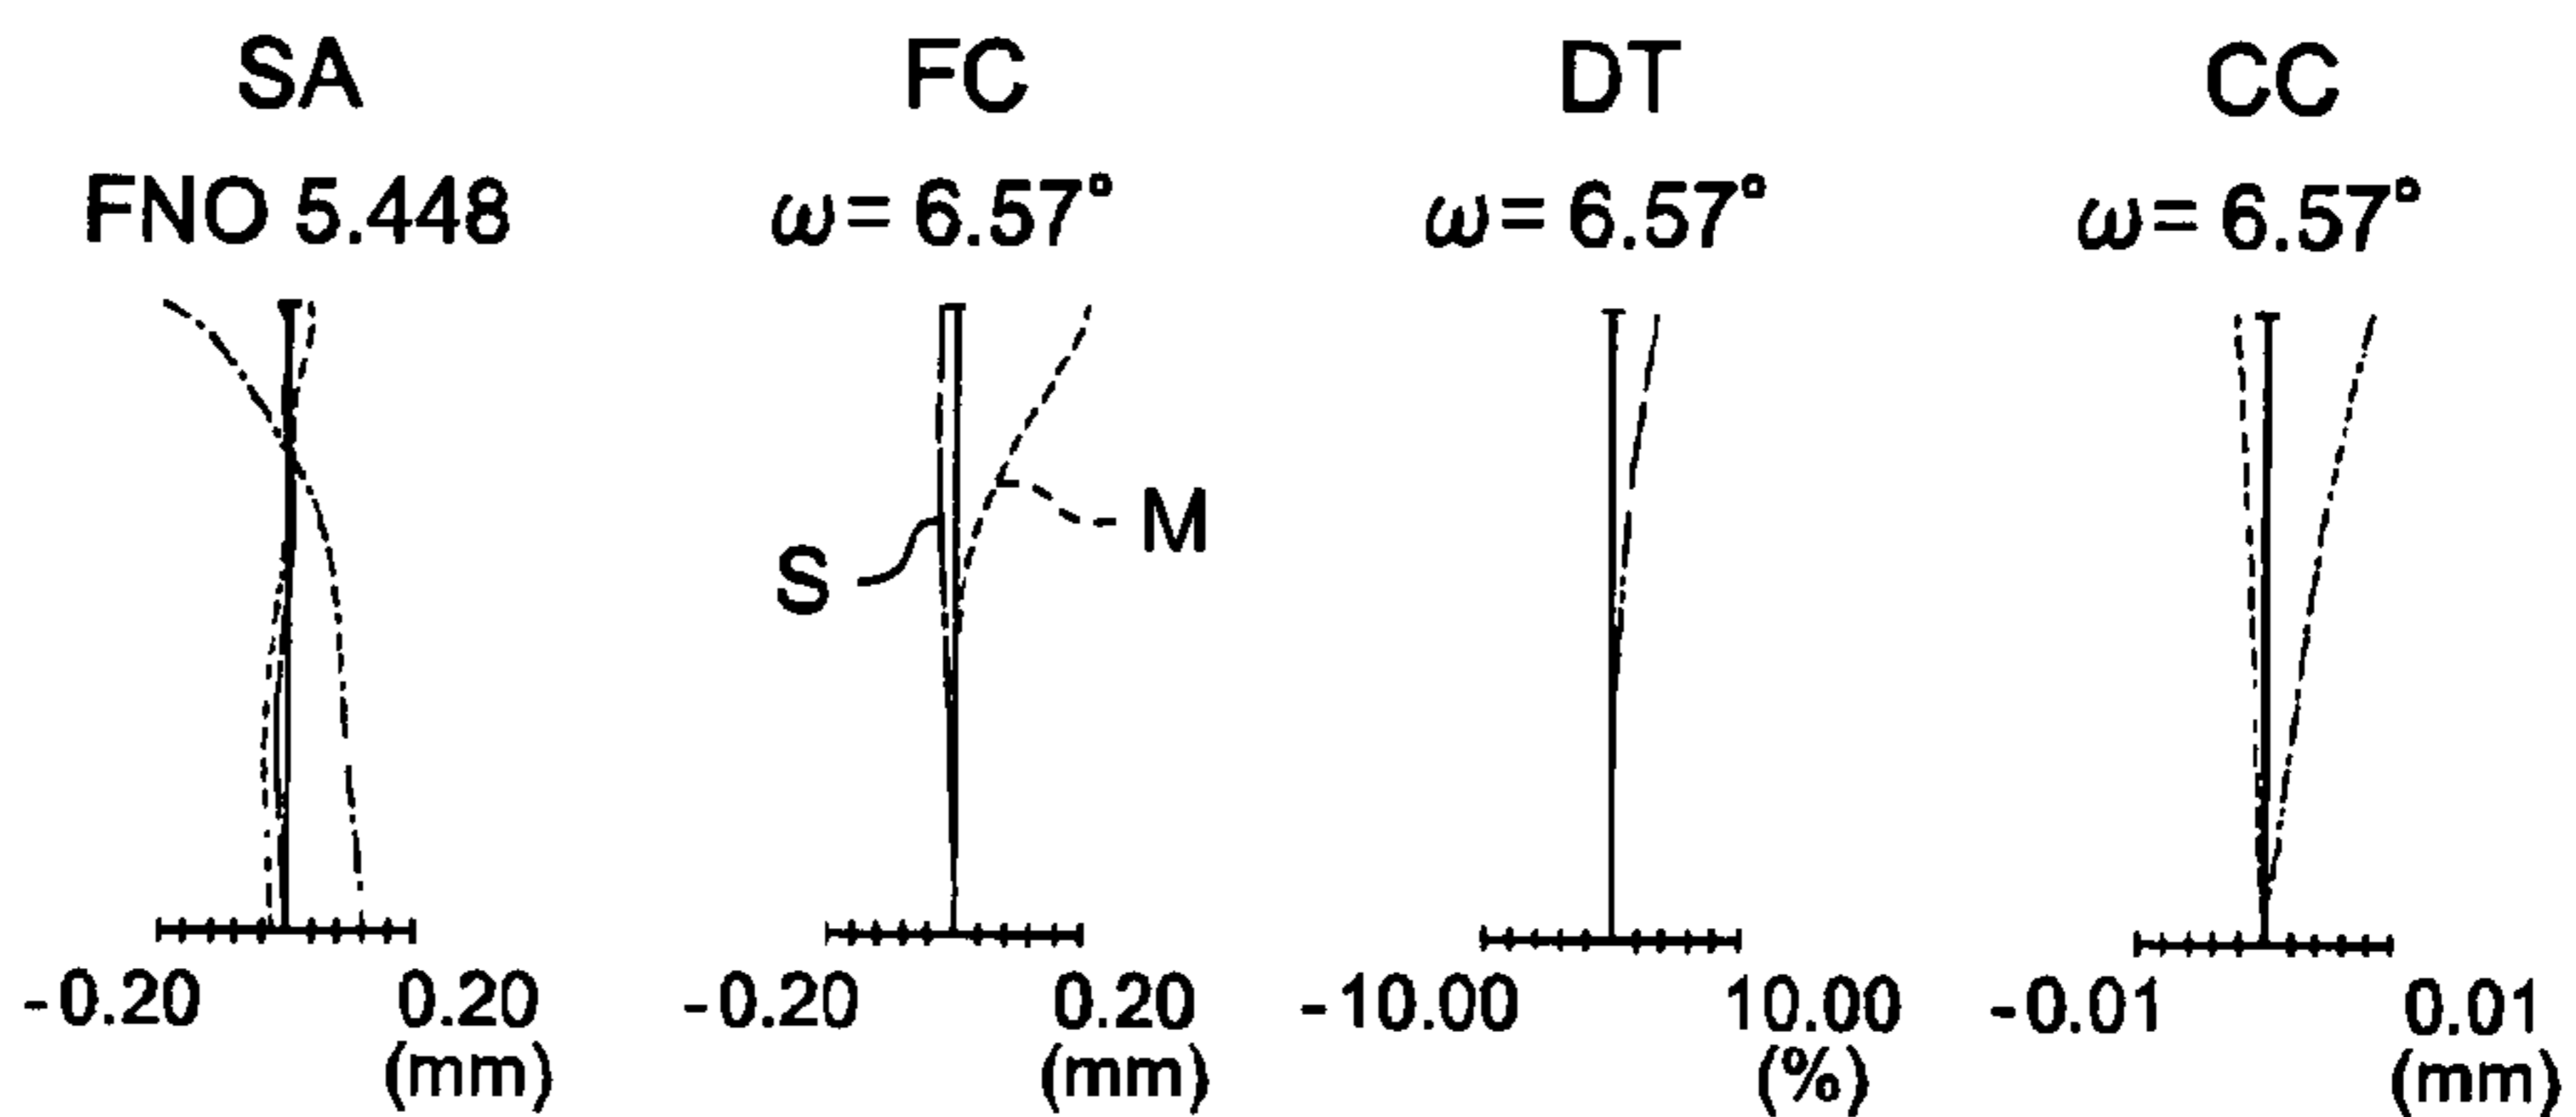 SA FC DT CC
FNO 5.448 ω= 6.57° ω= 6.57° ω= 6.57°
S M
-0.20 0.20 -0.20 0.20 -10.00 10.00 -0.01 0.01
(mm) (mm) (%) (mm)